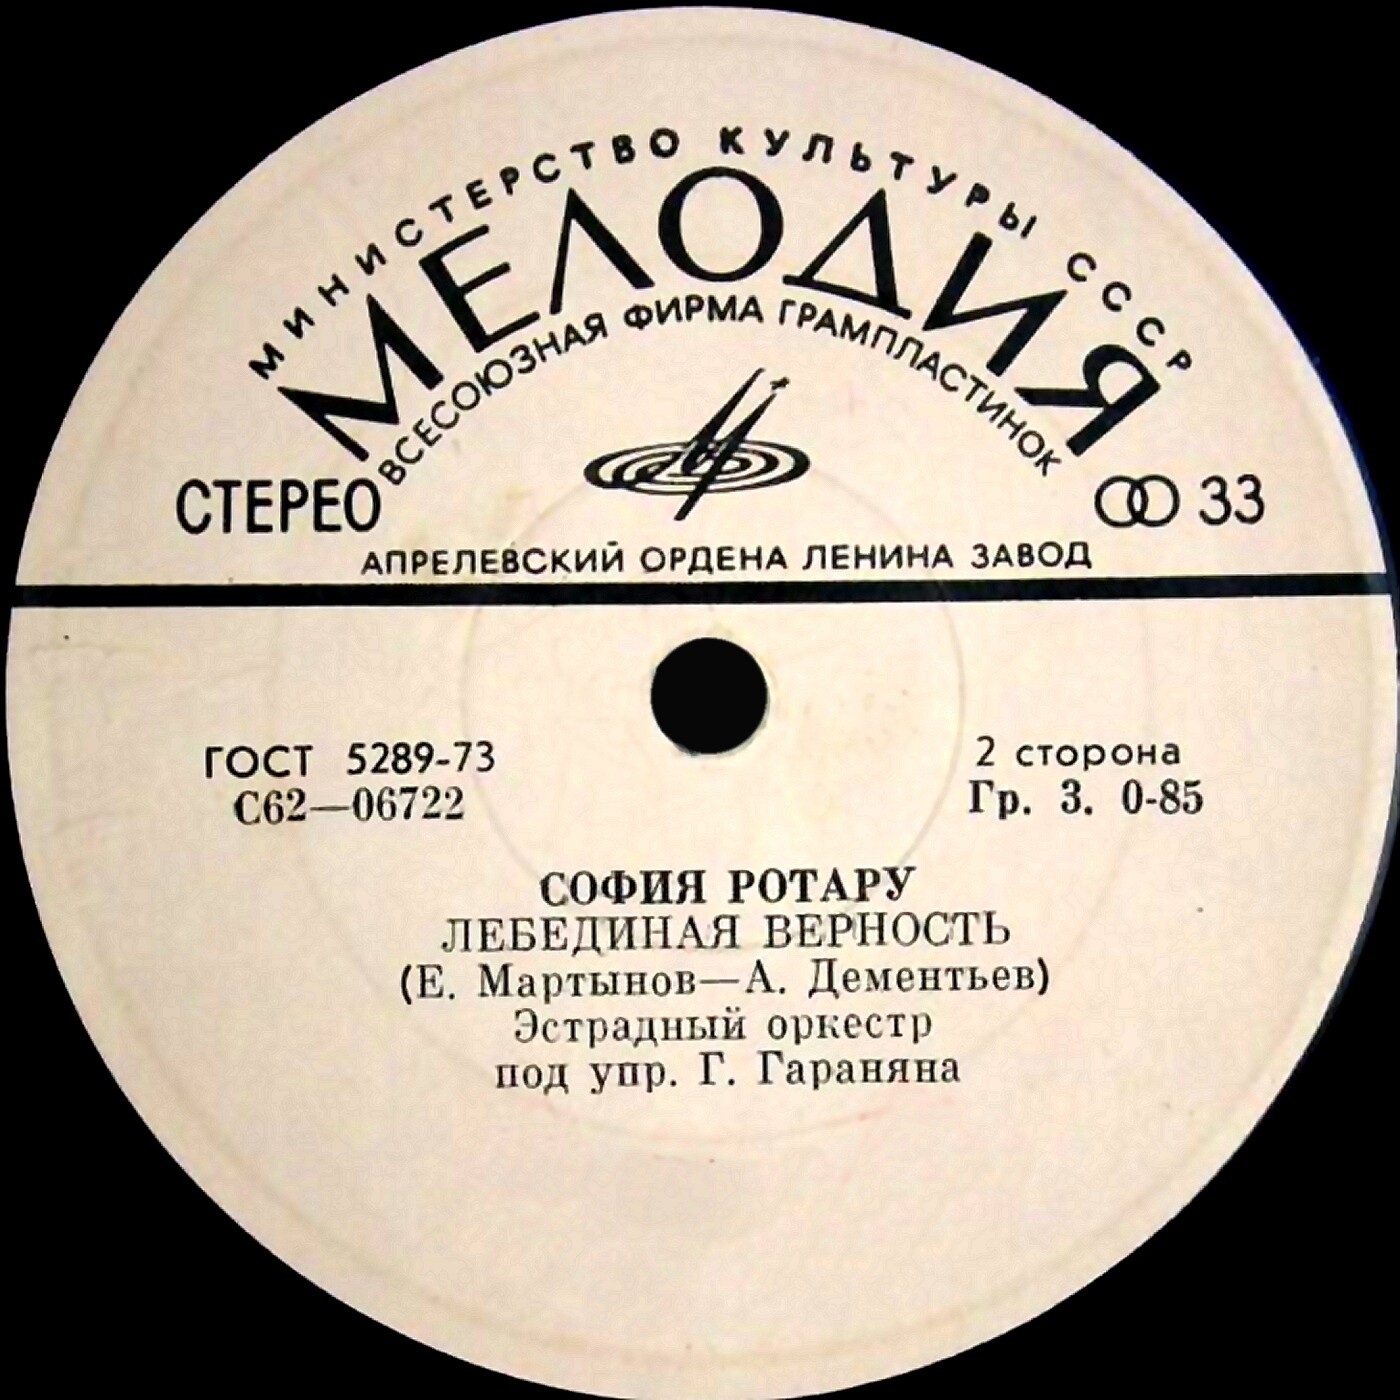 МИНИСТЕРСТВО КУЛЬТУРЫ СССР
МЕЛОДИЯ
ВСЕСОЮЗНАЯ ФИРМА ГРАМПЛАСТИНОК
СТЕРЕО
33
АПРЕЛЕВСКИЙ ОРДЕНА ЛЕНИНА ЗАВОД
ГОСТ 5289-73
2 сторона
С62—06722
Гр. 3. 0-85
СОФИЯ РОТАРУ
ЛЕБЕДИНАЯ ВЕРНОСТЬ
(Е. Мартынов—А. Дементьев)
Эстрадный оркестр
под упр. Г. Гараняна